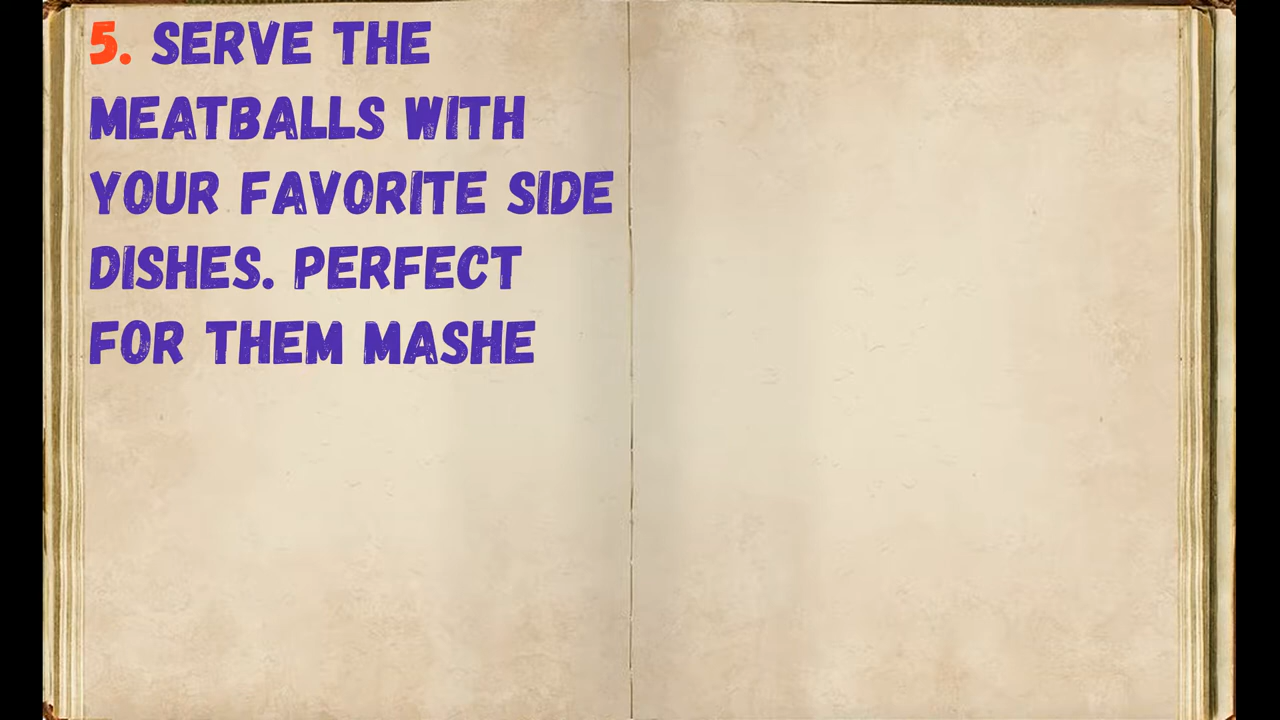 5. SERVE THE
MEATBALLS WITH
YOUR FAVORITE SIDE
DISHES. PERFECT
FOR THEM MASHE